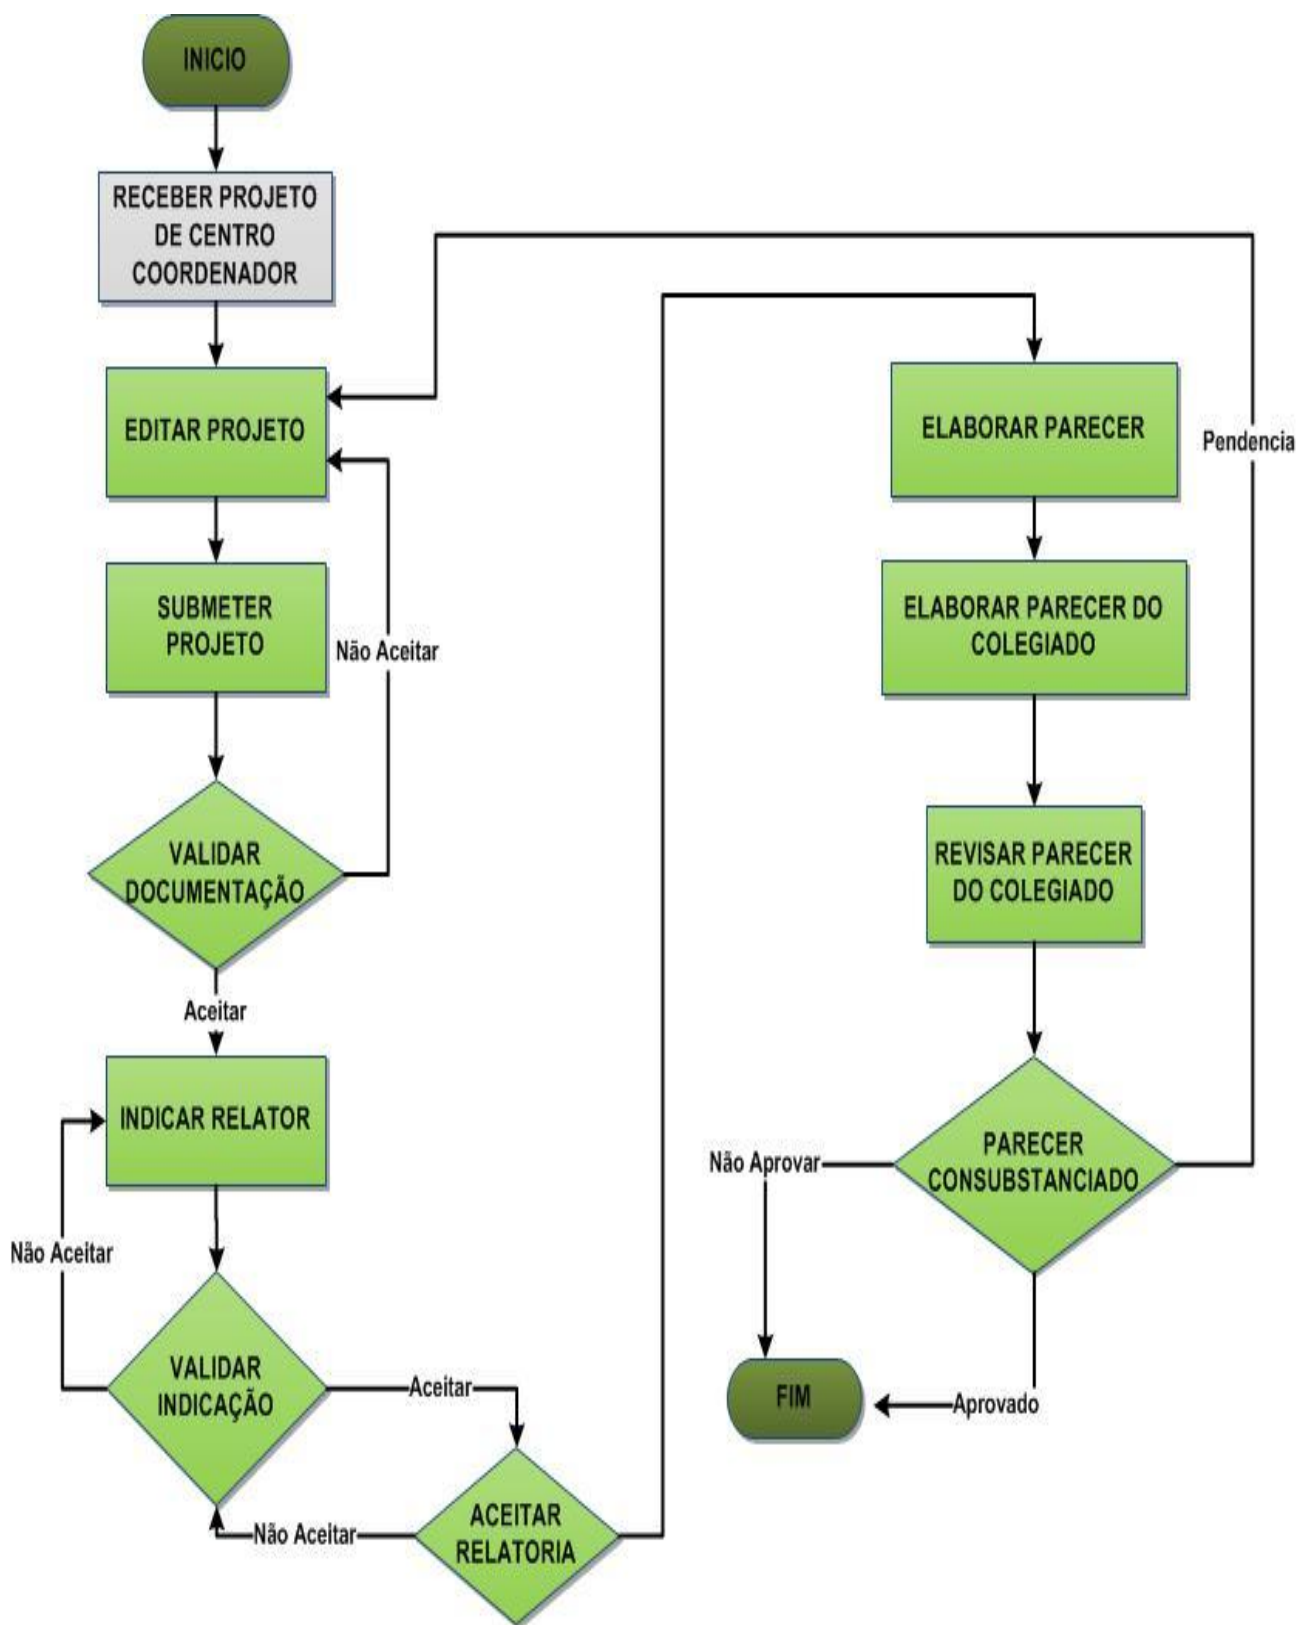 INICIO
RECEBER PROJETO
DE CENTRO
COORDENADOR
EDITAR PROJETO
SUBMETER
PROJETO
Não Aceitar
VALIDAR
DOCUMENTAÇÃO
Aceitar
INDICAR RELATOR
Não Aceitar
VALIDAR
INDICAÇÃO
Aceitar
ACEITAR
RELATORIA
Não Aceitar
ELABORAR PARECER
Pendencia
ELABORAR PARECER DO
COLEGIADO
REVISAR PARECER
DO COLEGIADO
PARECER
CONSUBSTANCIADO
Não Aprovar
FIM
Aprovado